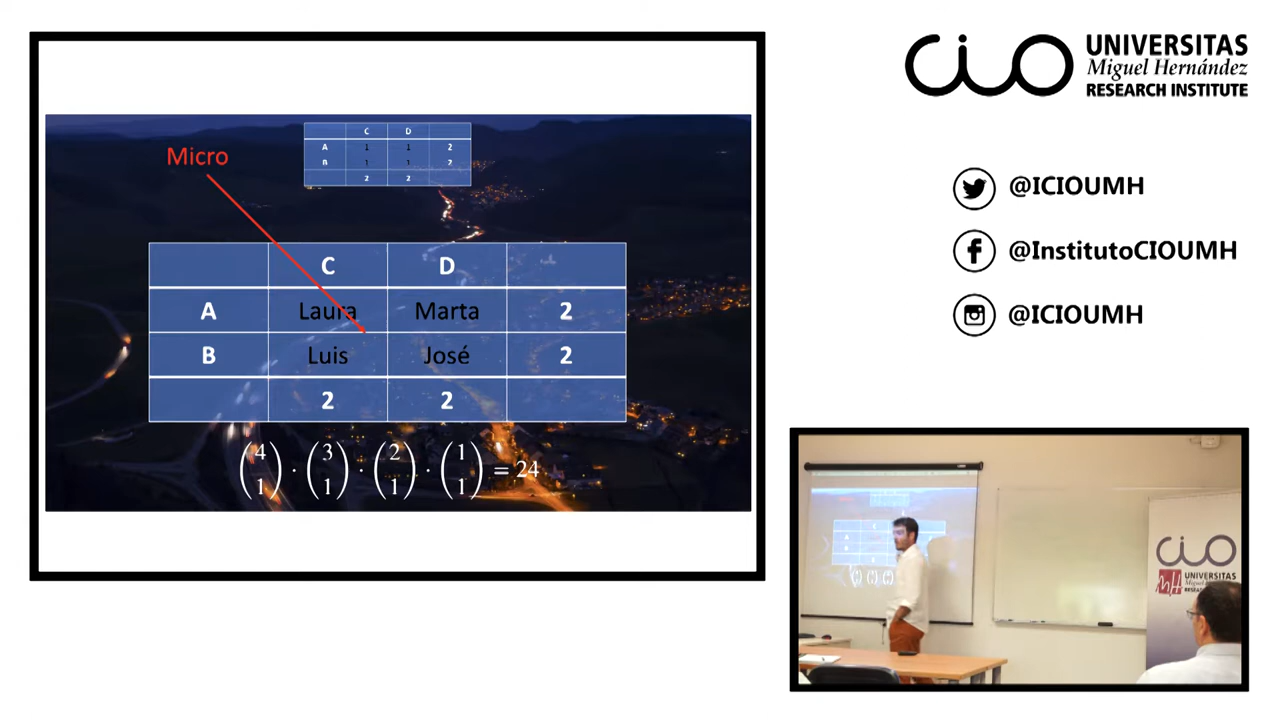 C D
A 1 1 2
B 1 1 2
2 2
Micro
C D
A Laura Marta 2
B Luis José 2
2 2
(4 1) · (3 1) · (2 1) · (1 1) = 24
cio UNIVERSITAS
Miguel Hernández
RESEARCH INSTITUTE
@ICIOUMH
@InstitutoCIOUMH
@ICIOUMH
cio
UNIVERSITAS